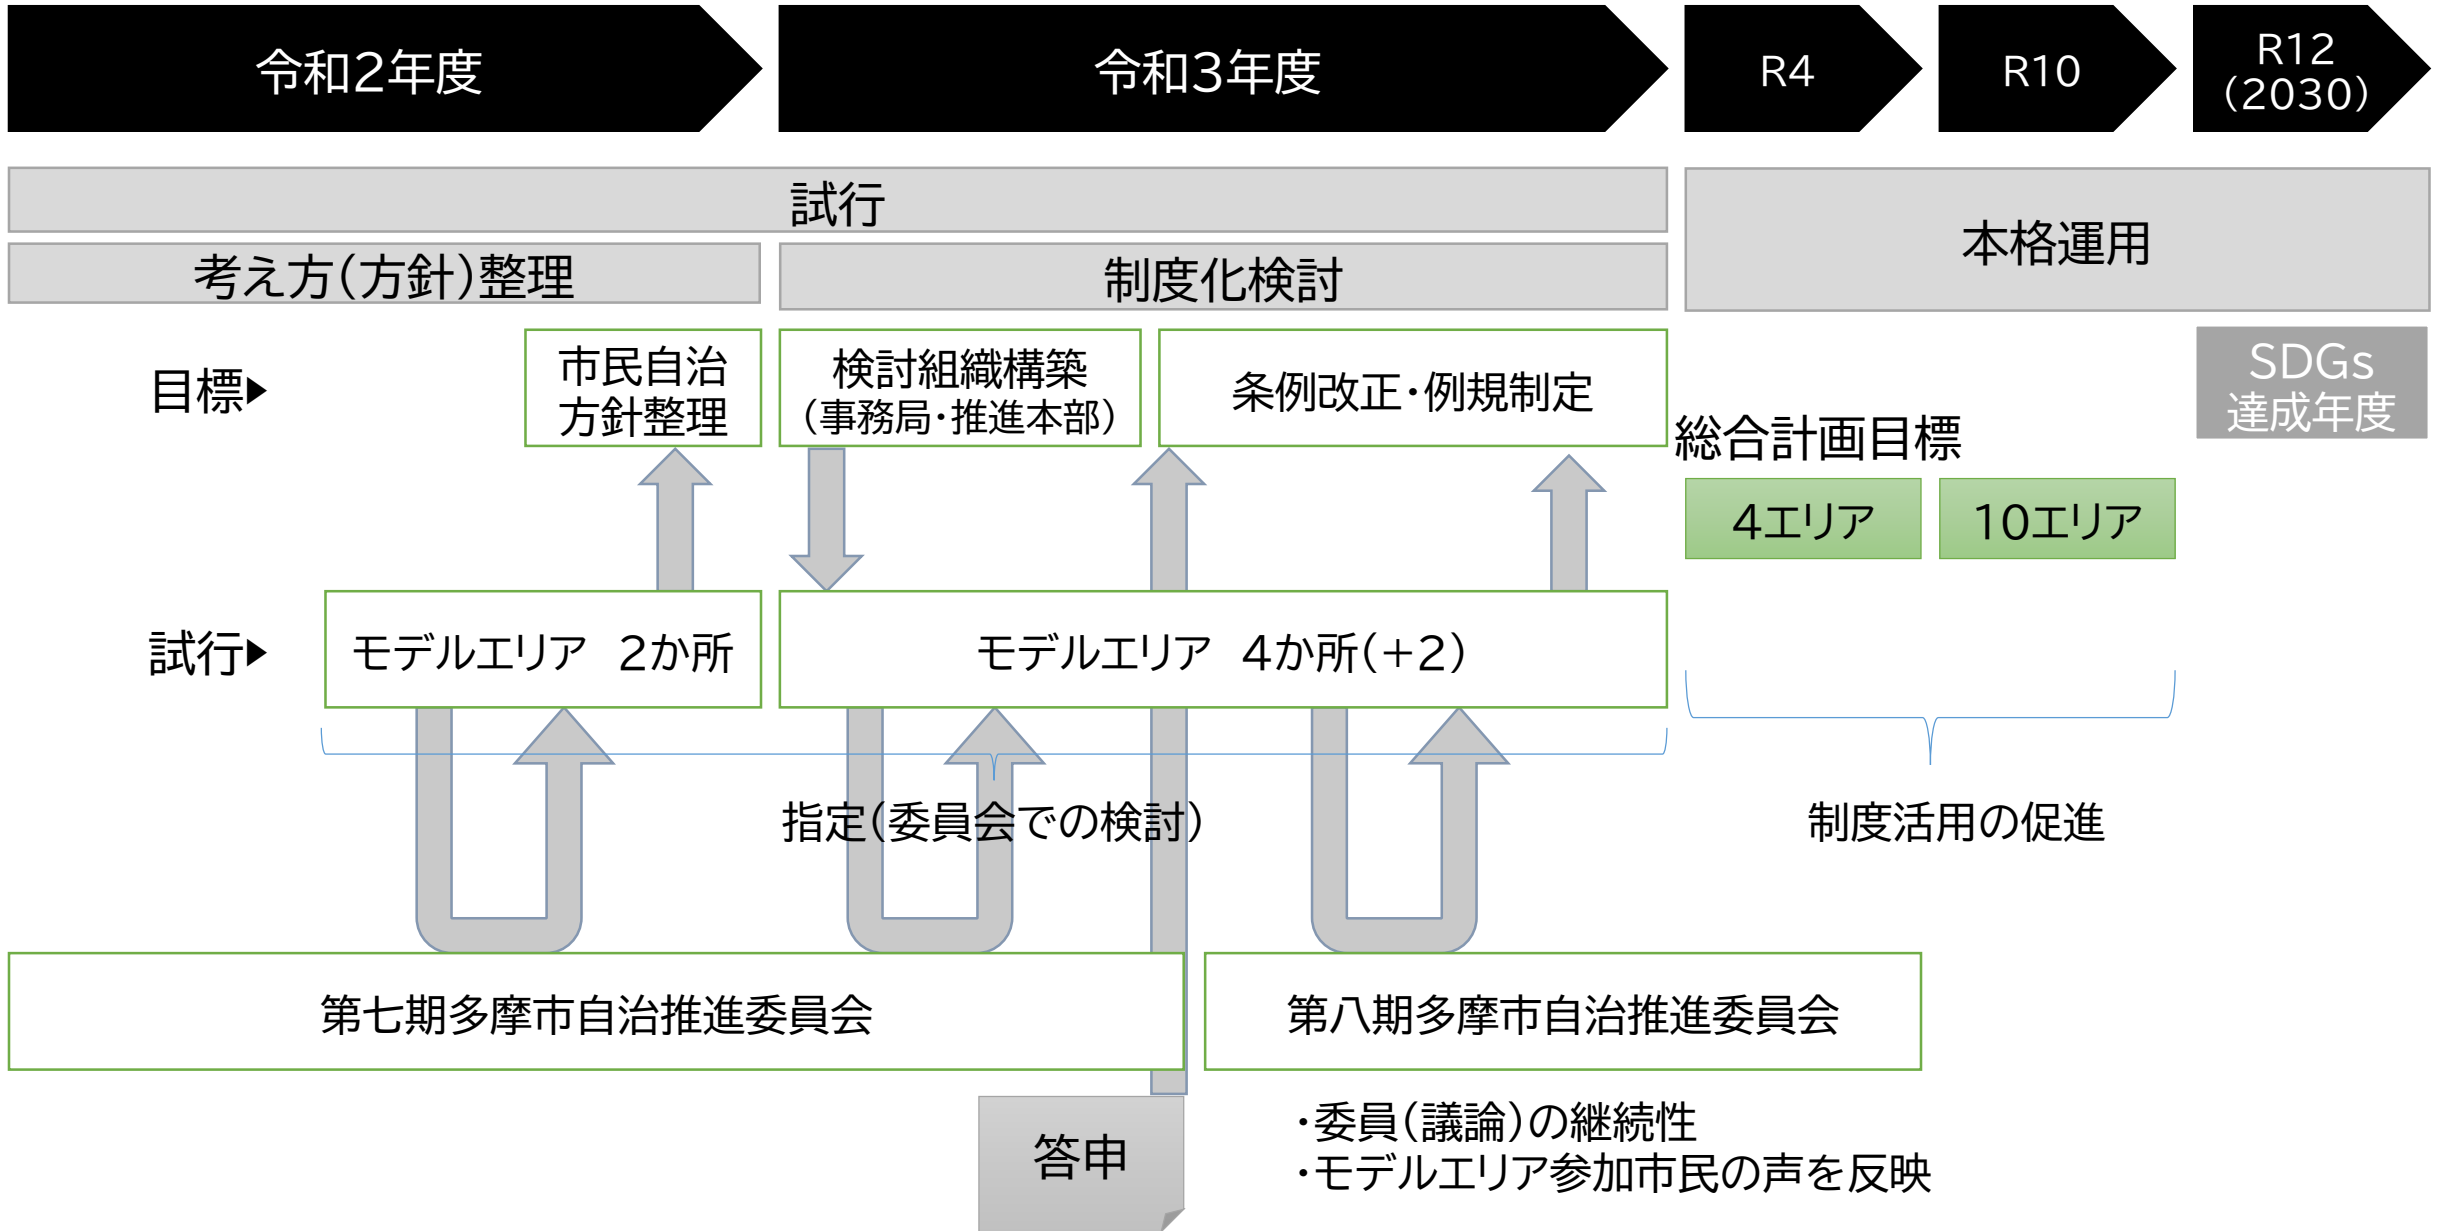 令和2年度
令和3年度
R4
R10
R12
（2030）
試行
本格運用
考え方（方針）整理
制度化検討
目標▶
市民自治
方針整理
検討組織構築
（事務局・推進本部）
条例改正・例規制定
SDGs
達成年度
総合計画目標
4エリア
10エリア
試行▶
モデルエリア　2か所
モデルエリア　4か所（＋2）
指定（委員会での検討）
制度活用の促進
第七期多摩市自治推進委員会
第八期多摩市自治推進委員会
答申
・委員（議論）の継続性
・モデルエリア参加市民の声を反映